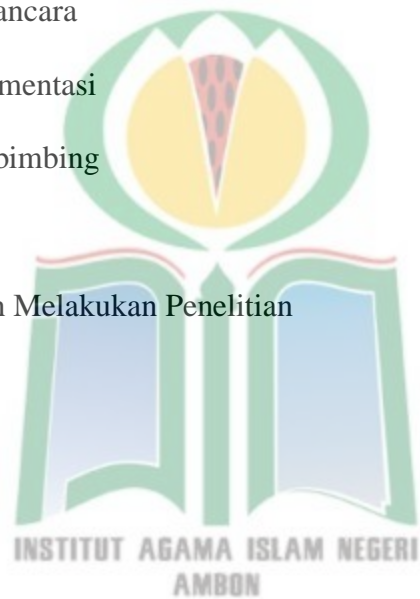 ancara
mentasi
bimbing
n Melakukan Penelitian
INSTITUT AGAMA ISLAM NEGERI
AMBON